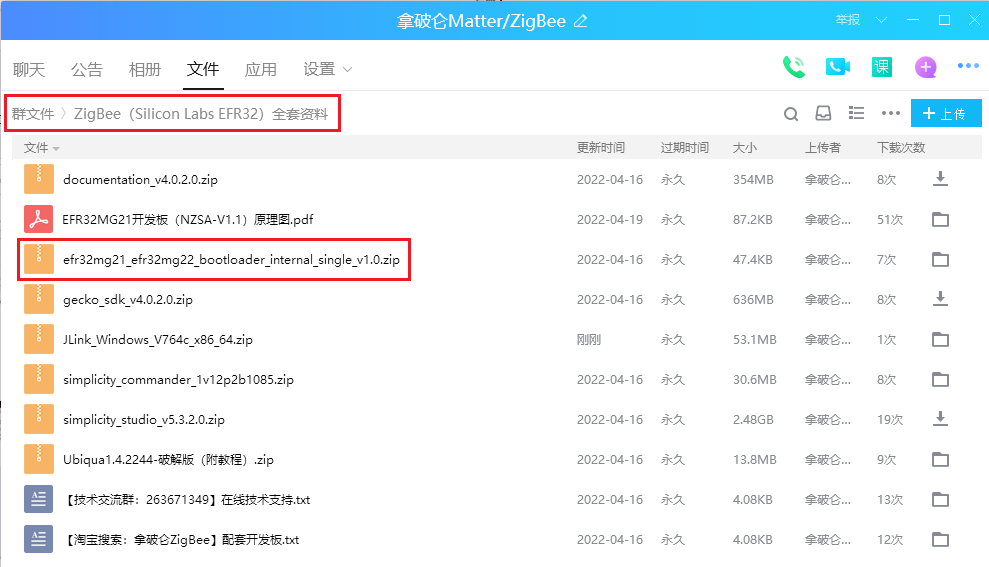 拿破仑Matter/ZigBee 举报
聊天 公告 相册 文件 应用 设置 课
群文件 〉ZigBee（Silicon Labs EFR32）全套资料 + 上传
文件 更新时间 过期时间 大小 上传者 下载次数
documentation_v4.0.2.0.zip 2022-04-16 永久 354MB 拿破仑... 8次
EFR32MG21开发板（NZSA-V1.1）原理图.pdf 2022-04-19 永久 87.2KB 拿破仑... 51次
efr32mg21_efr32mg22_bootloader_internal_single_v1.0.zip 2022-04-16 永久 47.4KB 拿破仑... 7次
gecko_sdk_v4.0.2.0.zip 2022-04-16 永久 636MB 拿破仑... 8次
JLink_Windows_V764c_x86_64.zip 刚刚 永久 53.1MB 拿破仑... 1次
simplicity_commander_1v12p2b1085.zip 2022-04-16 永久 30.6MB 拿破仑... 8次
simplicity_studio_v5.3.2.0.zip 2022-04-16 永久 2.48GB 拿破仑... 19次
Ubiqua1.4.2244-破解版（附教程）.zip 2022-04-16 永久 13.8MB 拿破仑... 9次
【技术交流群：263671349】在线技术支持.txt 2022-04-16 永久 4.08KB 拿破仑... 13次
【淘宝搜索：拿破仑ZigBee】配套开发板.txt 2022-04-16 永久 4.08KB 拿破仑... 12次